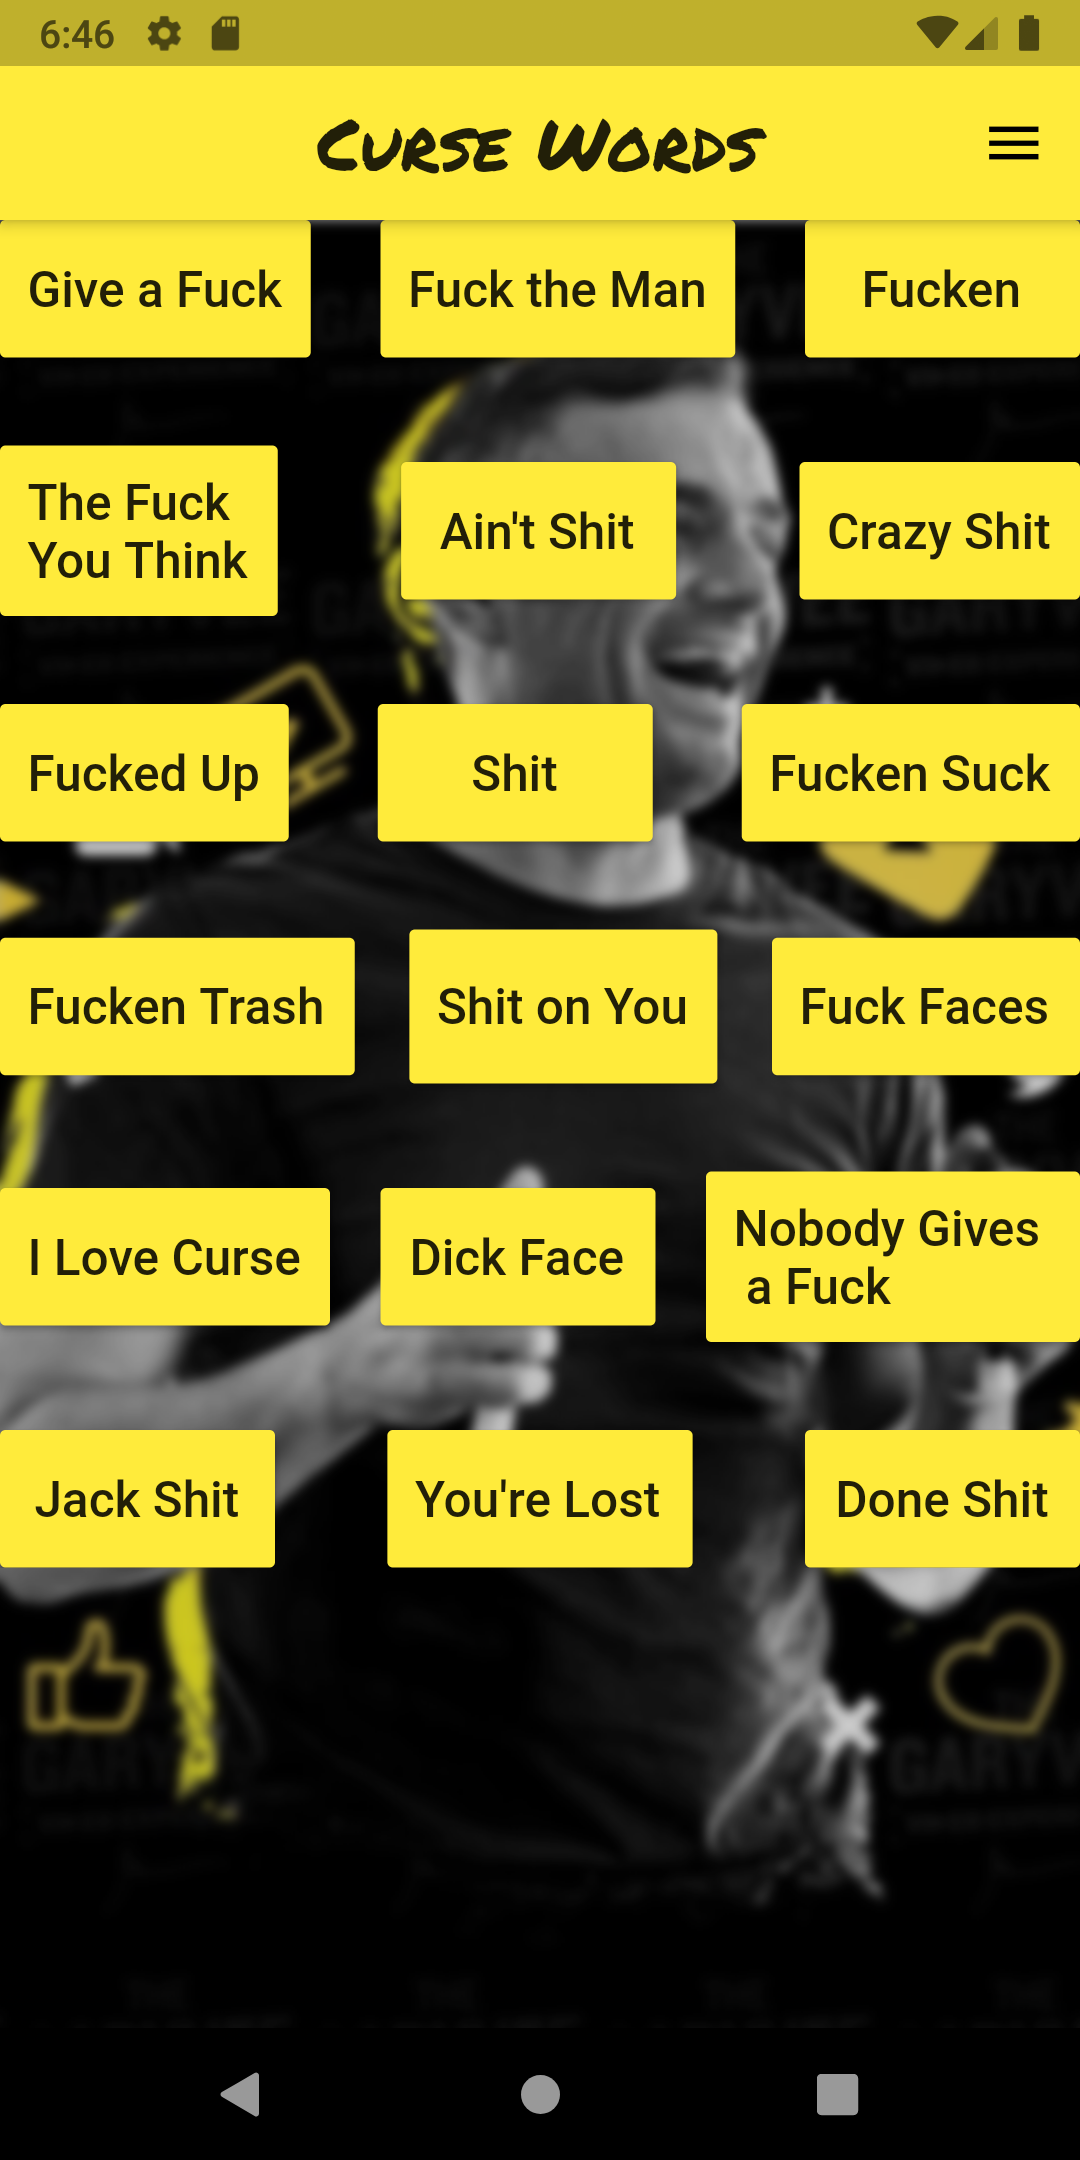 6:46
Curse Words
Give a Fuck
Fuck the Man
Fucken
The Fuck
You Think
Ain't Shit
Crazy Shit
Fucked Up
Shit
Fucken Suck
Fucken Trash
Shit on You
Fuck Faces
I Love Curse
Dick Face
Nobody Gives
a Fuck
Jack Shit
You're Lost
Done Shit